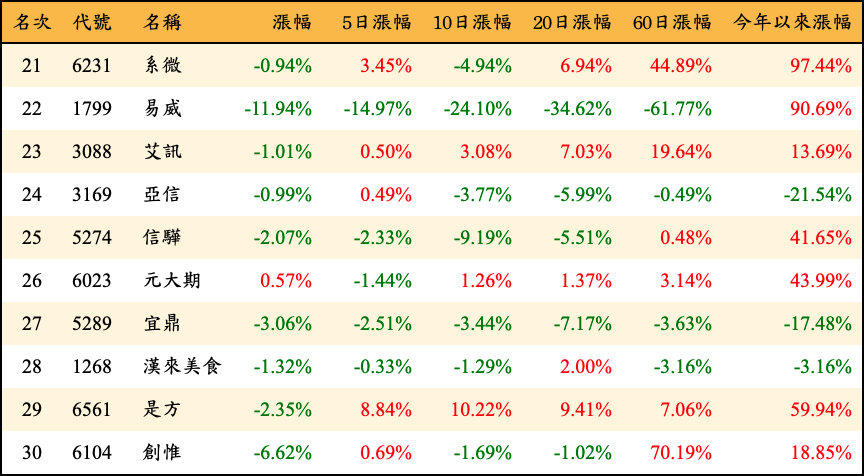 名次 代號 名稱 漲幅 5日漲幅 10日漲幅 20日漲幅 60日漲幅 今年以來漲幅
21 6231 系微 -0.94% 3.45% -4.94% 6.94% 44.89% 97.44%
22 1799 易威 -11.94% -14.97% -24.10% -34.62% -61.77% 90.69%
23 3088 艾訊 -1.01% 0.50% 3.08% 7.03% 19.64% 13.69%
24 3169 亞信 -0.99% 0.49% -3.77% -5.99% -0.49% -21.54%
25 5274 信驊 -2.07% -2.33% -9.19% -5.51% 0.48% 41.65%
26 6023 元大期 0.57% -1.44% 1.26% 1.37% 3.14% 43.99%
27 5289 宜鼎 -3.06% -2.51% -3.44% -7.17% -3.63% -17.48%
28 1268 漢來美食 -1.32% -0.33% -1.29% 2.00% -3.16% -3.16%
29 6561 是方 -2.35% 8.84% 10.22% 9.41% 7.06% 59.94%
30 6104 創惟 -6.62% 0.69% -1.69% -1.02% 70.19% 18.85%